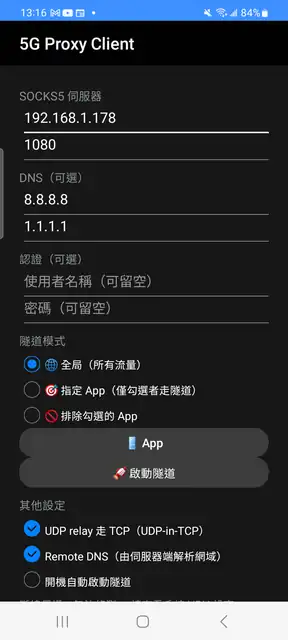 13:16 84%
5G Proxy Client
SOCKS5 伺服器
192.168.1.178
1080
DNS（可選）
8.8.8.8
1.1.1.1
認證（可選）
使用者名稱（可留空）
密碼（可留空）
隧道模式
🌐 全局（所有流量）
🎯 指定 App（僅勾選者走隧道）
🚫 排除勾選的 App
📱 App
🚀 啟動隧道
其他設定
UDP relay 走 TCP（UDP-in-TCP）
Remote DNS（由伺服器端解析網域）
開機自動啟動隧道